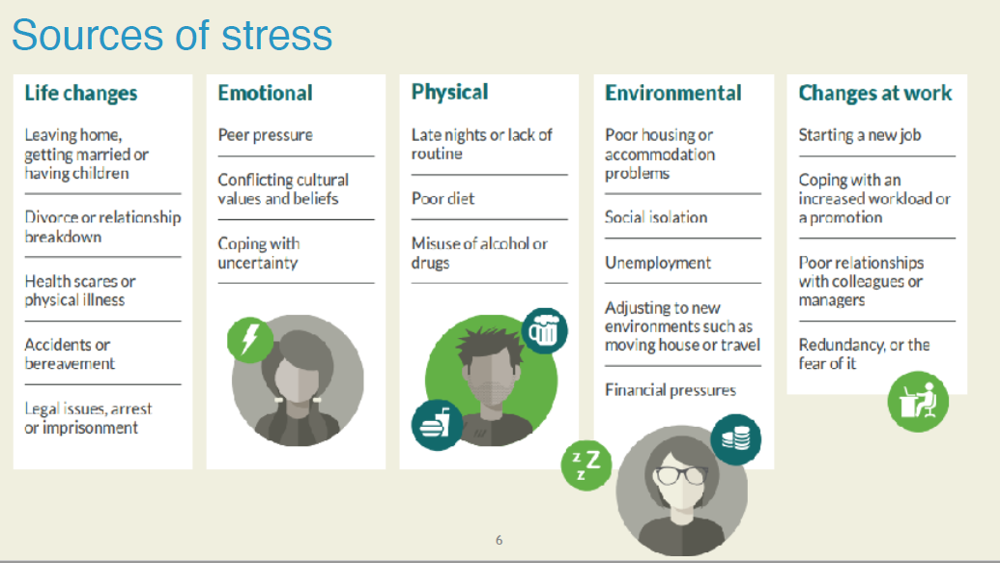 Sources of stress
Life changes
Leaving home,
getting married or
having children
Divorce or relationship
breakdown
Health scares or
physical illness
Accidents or
bereavement
Legal issues, arrest
or imprisonment
Emotional
Peer pressure
Conflicting cultural
values and beliefs
Coping with
uncertainty
Physical
Late nights or lack of
routine
Poor diet
Misuse of alcohol or
drugs
Environmental
Poor housing or
accommodation
problems
Social isolation
Unemployment
Adjusting to new
environments such as
moving house or travel
Financial pressures
Changes at work
Starting a new job
Coping with an
increased workload or
a promotion
Poor relationships
with colleagues or
managers
Redundancy, or the
fear of it
z Z
z
6